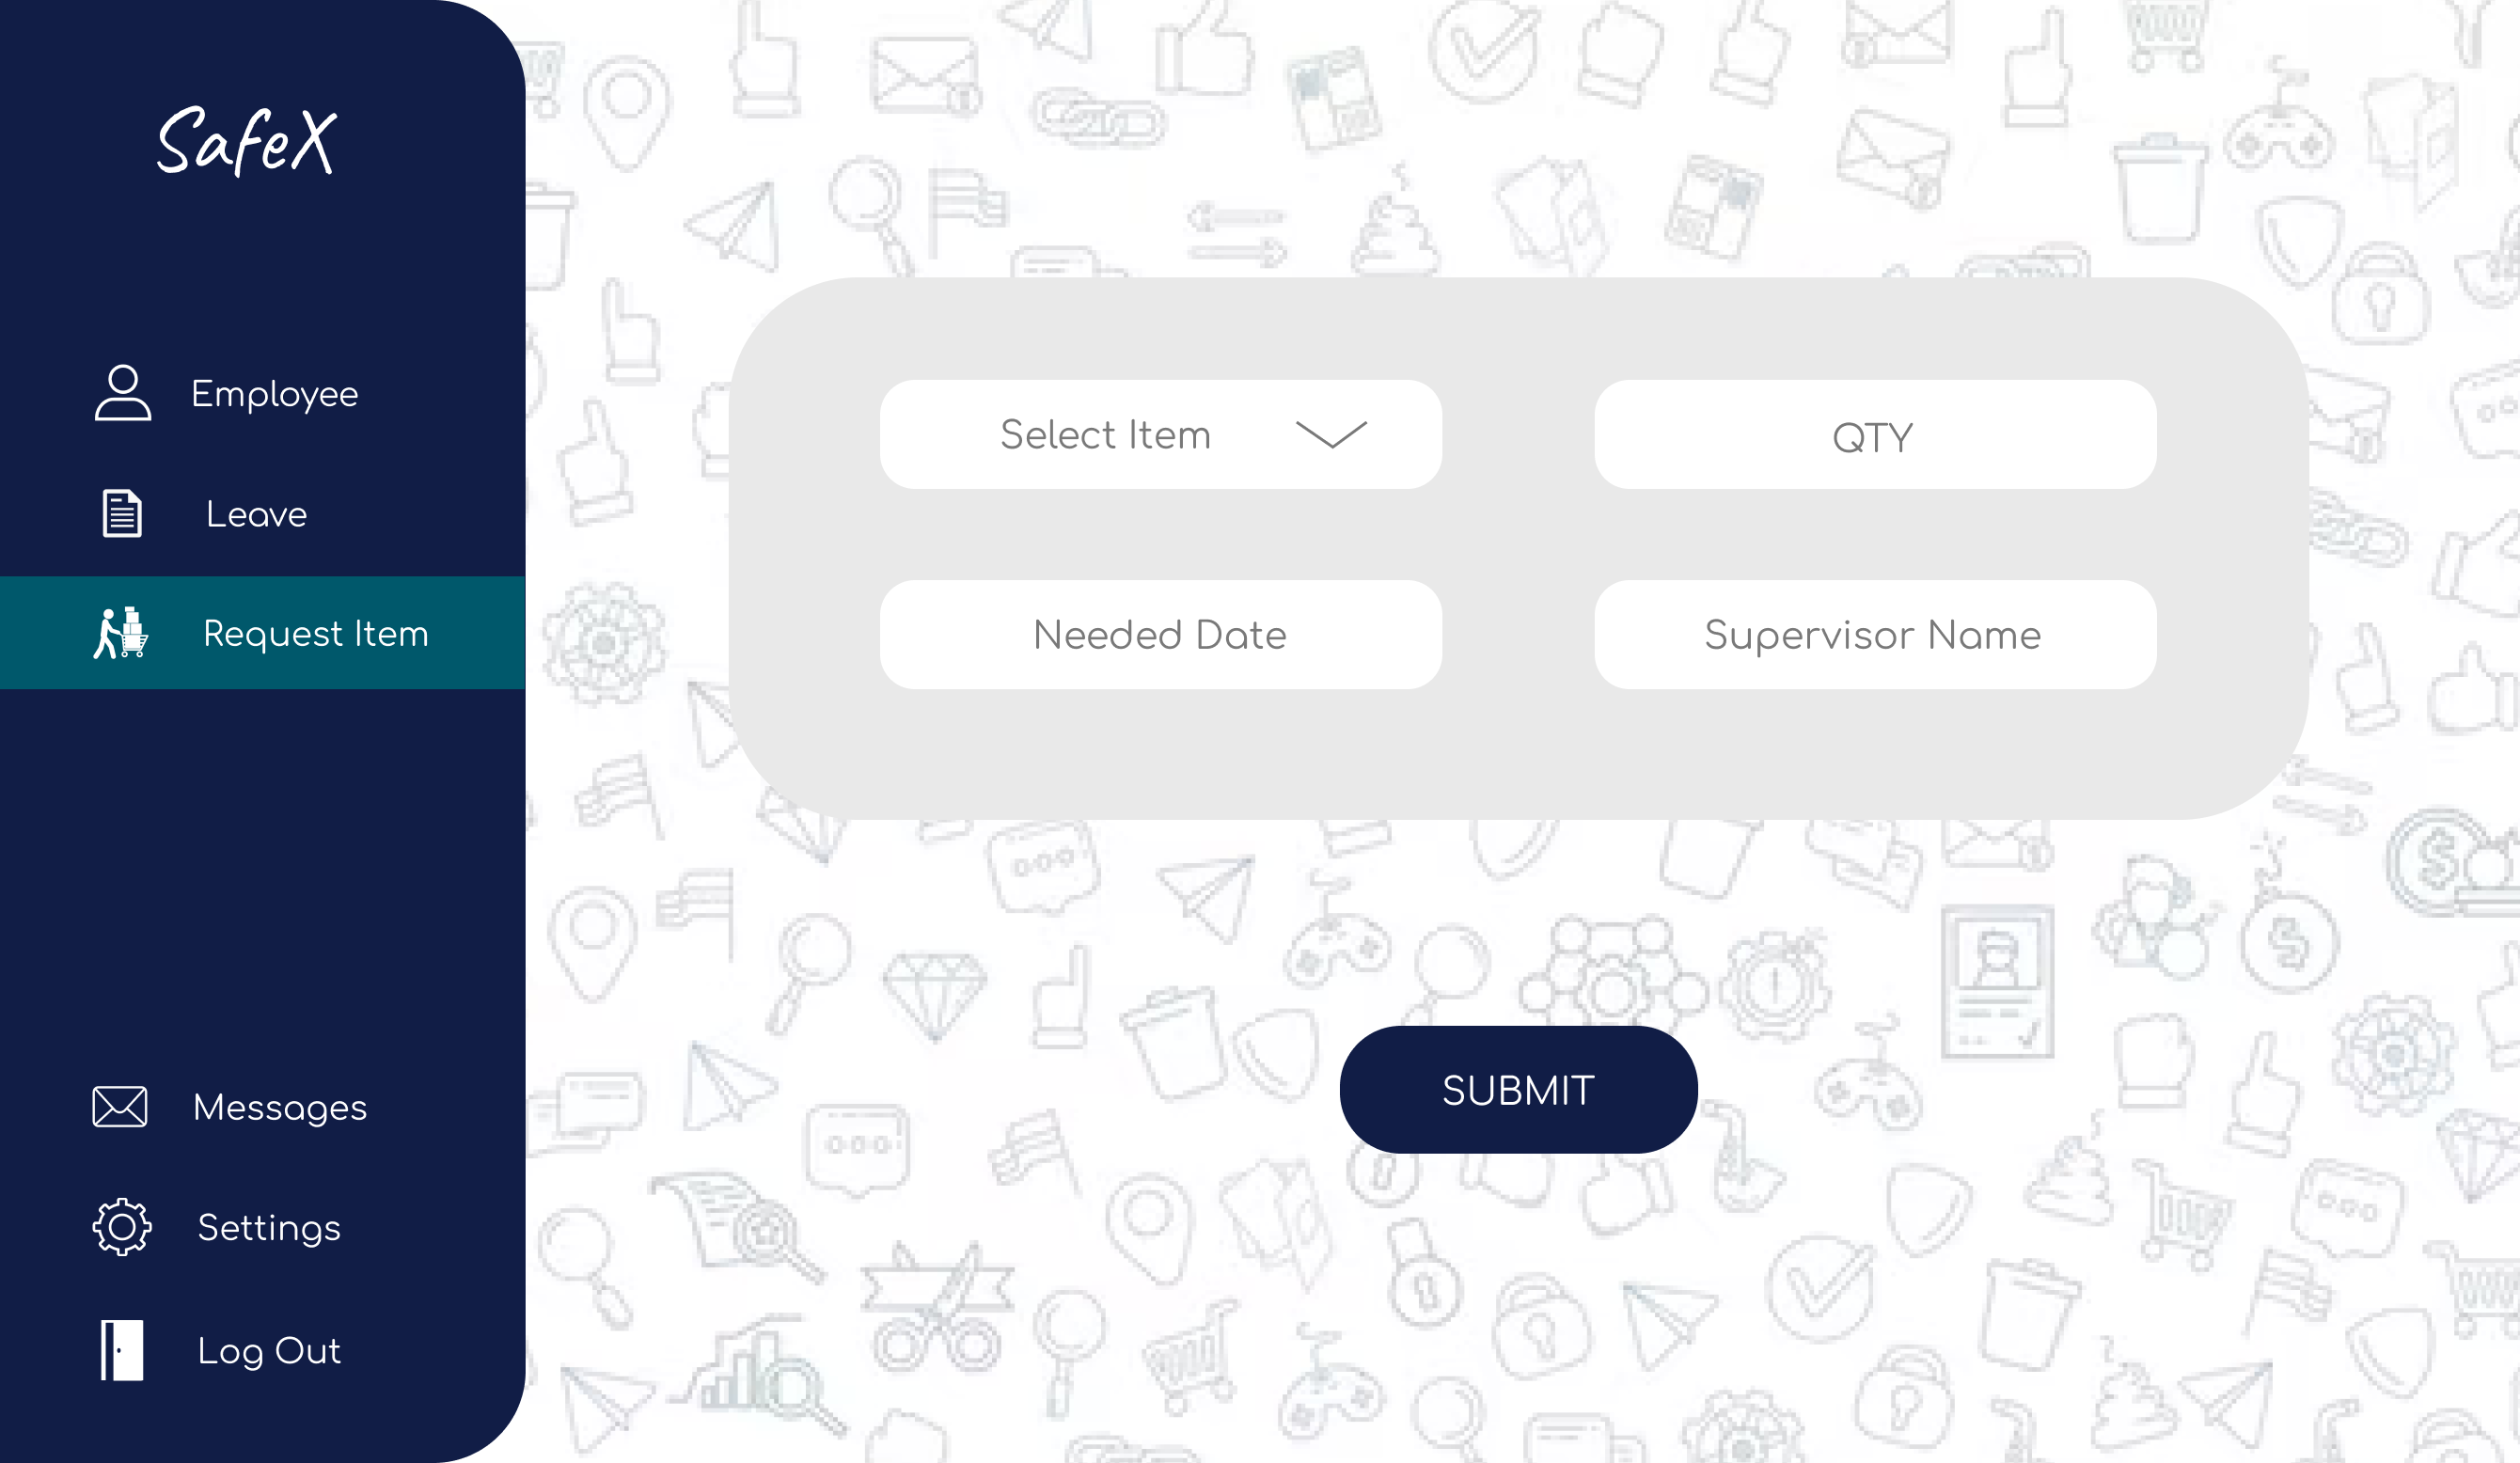 SafeX
Employee
Leave
Request Item
Messages
Settings
Log Out
Select Item
QTY
Needed Date
Supervisor Name
SUBMIT